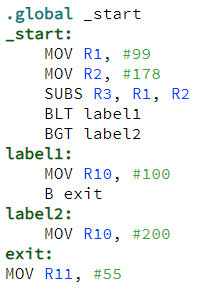 .global _start
_start:
    MOV R1, #99
    MOV R2, #178
    SUBS R3, R1, R2
    BLT label1
    BGT label2
label1:
    MOV R10, #100
    B exit
label2:
    MOV R10, #200
exit:
MOV R11, #55